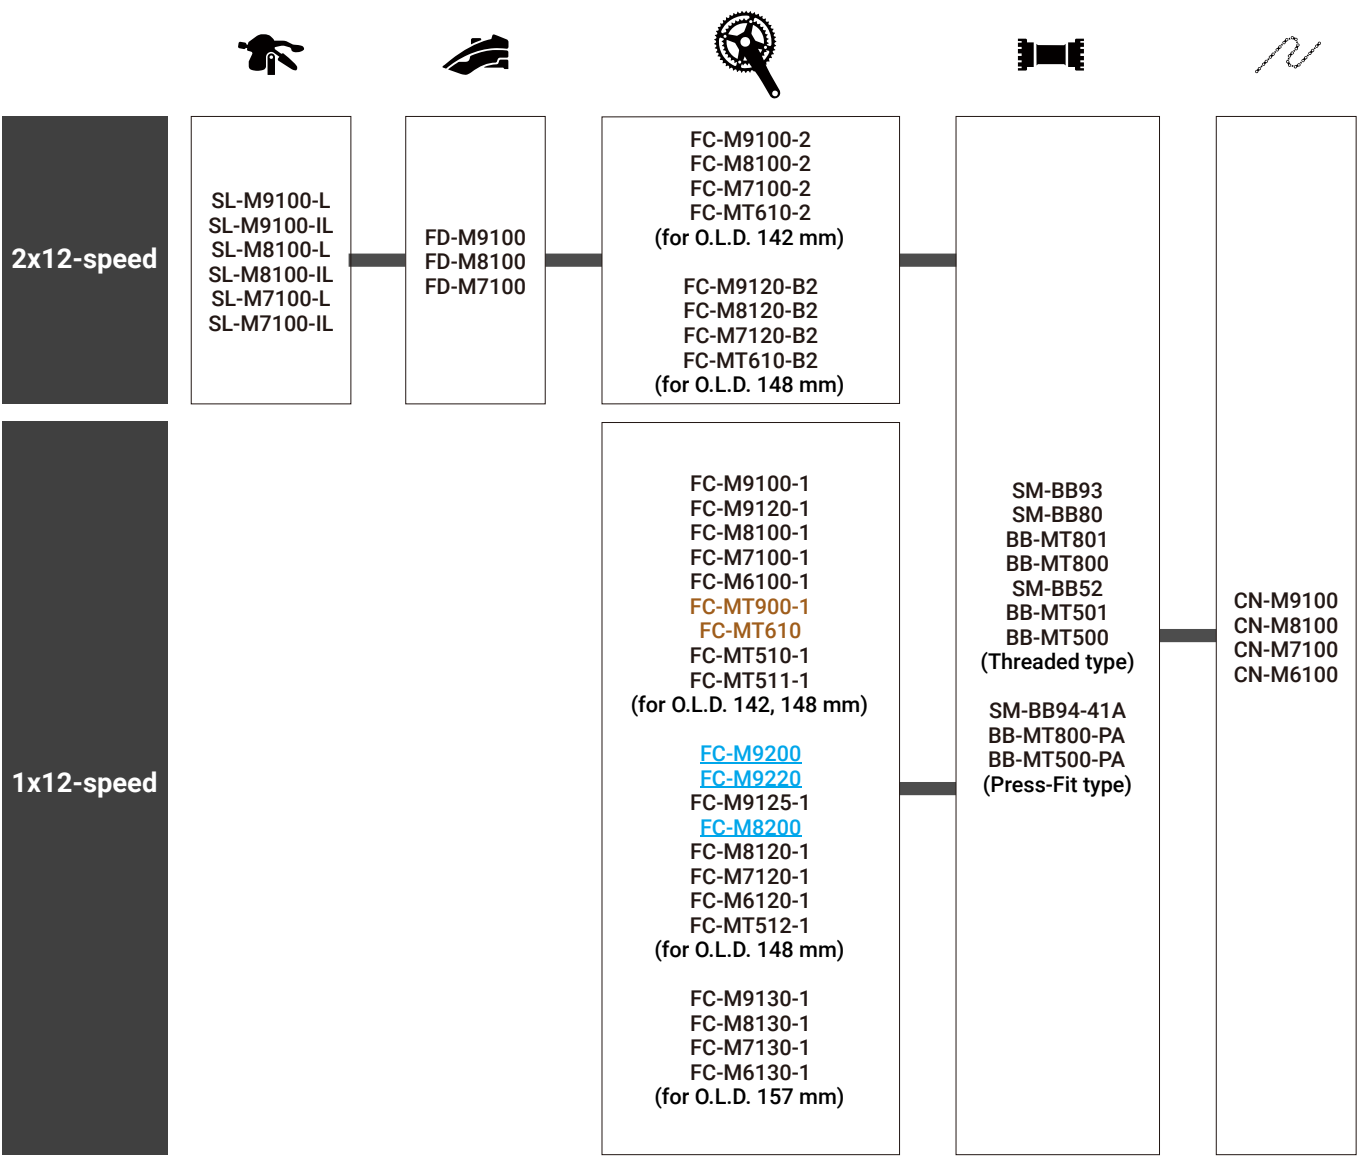 2x12-speed
SL-M9100-L
SL-M9100-IL
SL-M8100-L
SL-M8100-IL
SL-M7100-L
SL-M7100-IL
FD-M9100
FD-M8100
FD-M7100
FC-M9100-2
FC-M8100-2
FC-M7100-2
FC-MT610-2
(for O.L.D. 142 mm)
FC-M9120-B2
FC-M8120-B2
FC-M7120-B2
FC-MT610-B2
(for O.L.D. 148 mm)
1x12-speed
FC-M9100-1
FC-M9120-1
FC-M8100-1
FC-M7100-1
FC-M6100-1
FC-MT900-1
FC-MT610
FC-MT510-1
FC-MT511-1
(for O.L.D. 142, 148 mm)
FC-M9200
FC-M9220
FC-M9125-1
FC-M8200
FC-M8120-1
FC-M7120-1
FC-M6120-1
FC-MT512-1
(for O.L.D. 148 mm)
FC-M9130-1
FC-M8130-1
FC-M7130-1
FC-M6130-1
(for O.L.D. 157 mm)
SM-BB93
SM-BB80
BB-MT801
BB-MT800
SM-BB52
BB-MT501
BB-MT500
(Threaded type)
SM-BB94-41A
BB-MT800-PA
BB-MT500-PA
(Press-Fit type)
CN-M9100
CN-M8100
CN-M7100
CN-M6100